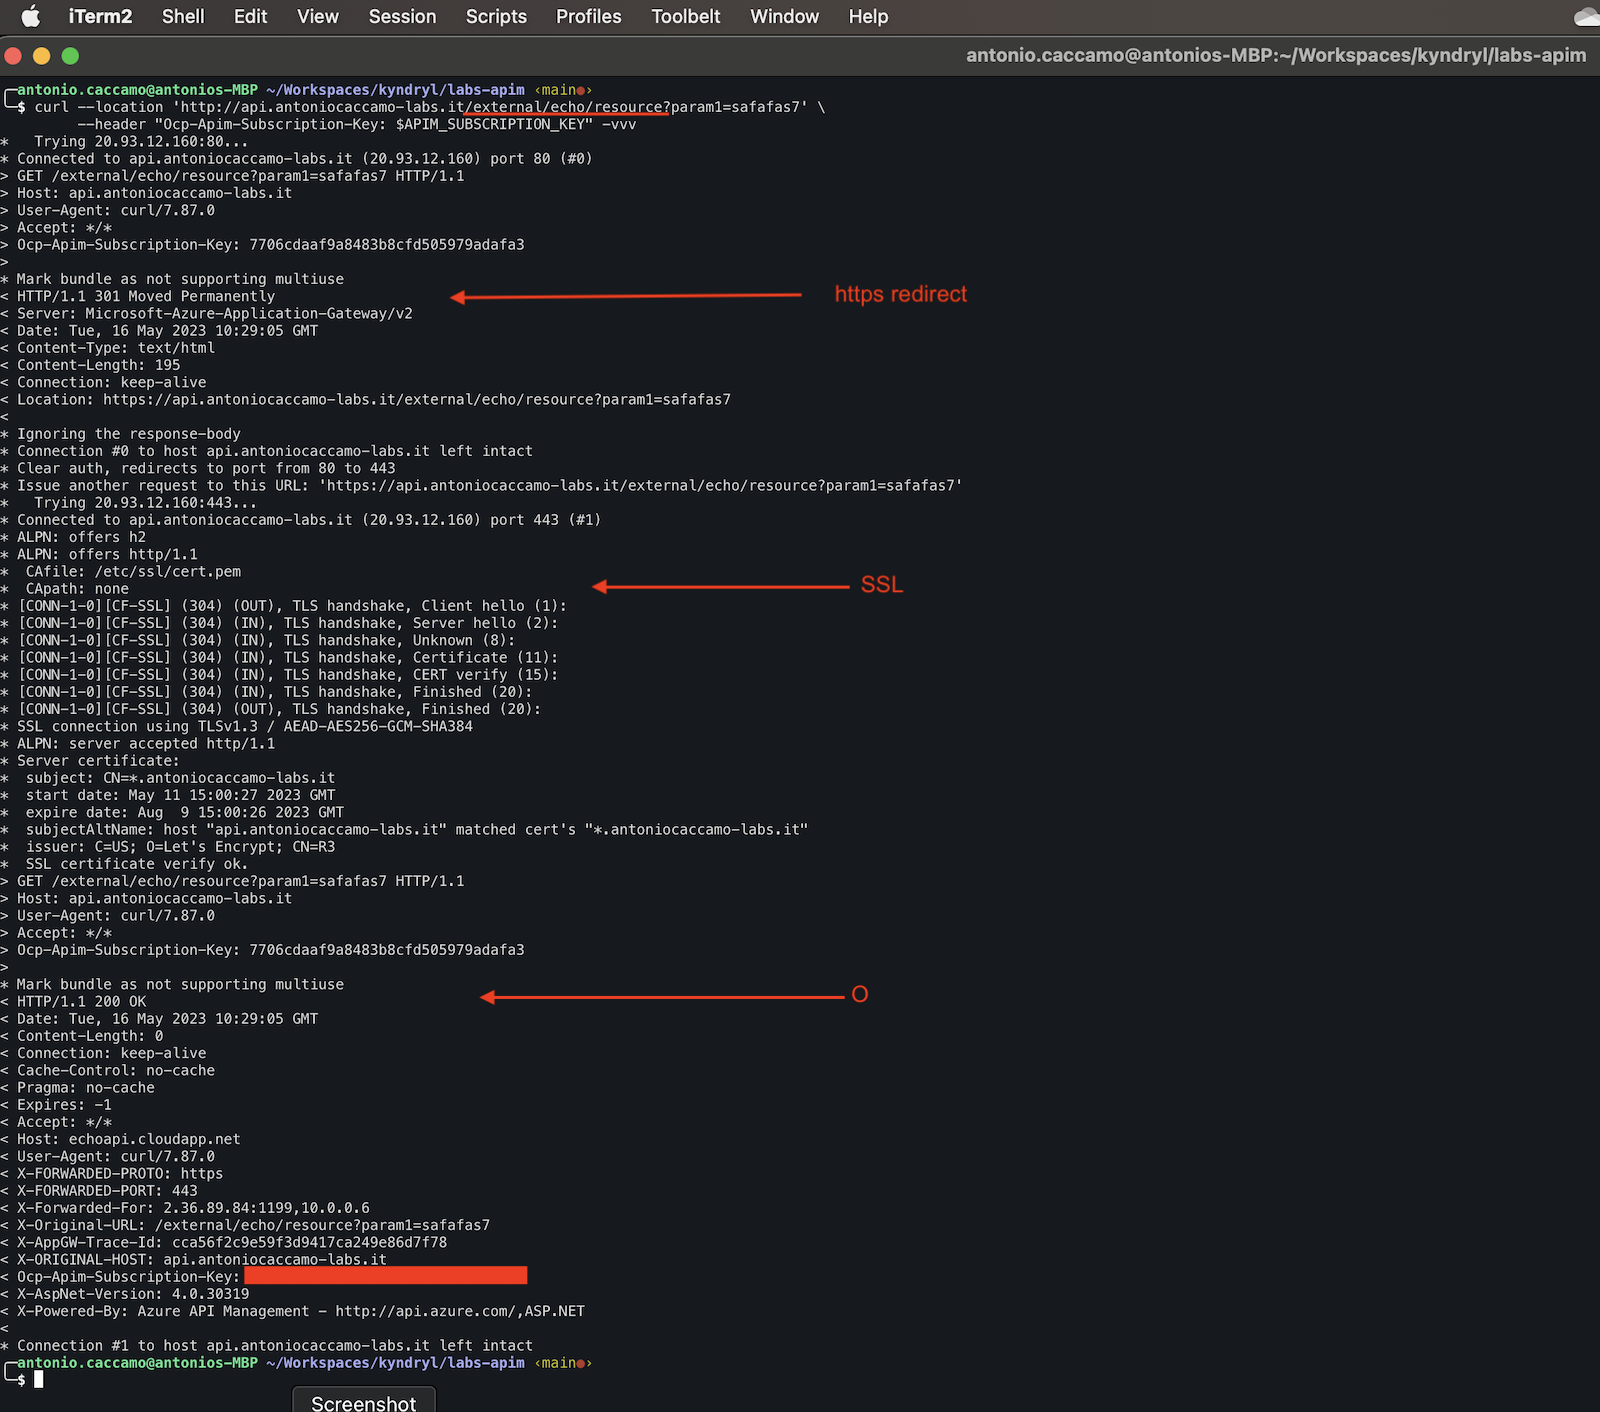 iTerm2 Shell Edit View Session Scripts Profiles Toolbelt Window Help
antonio.caccamo@antonios-MBP:~/Workspaces/kyndryl/labs-apim
antonio.caccamo@antonios-MBP ~/Workspaces/kyndryl/labs-apim ‹main●›
$ curl --location 'http://api.antoniocaccamo-labs.it/external/echo/resource?param1=safafas7' \
--header "Ocp-Apim-Subscription-Key: $APIM_SUBSCRIPTION_KEY" -vvv
*   Trying 20.93.12.160:80...
* Connected to api.antoniocaccamo-labs.it (20.93.12.160) port 80 (#0)
> GET /external/echo/resource?param1=safafas7 HTTP/1.1
> Host: api.antoniocaccamo-labs.it
> User-Agent: curl/7.87.0
> Accept: */*
> Ocp-Apim-Subscription-Key: 7706cdaaf9a8483b8cfd505979adafa3
>
* Mark bundle as not supporting multiuse
< HTTP/1.1 301 Moved Permanently
https redirect
< Server: Microsoft-Azure-Application-Gateway/v2
< Date: Tue, 16 May 2023 10:29:05 GMT
< Content-Type: text/html
< Content-Length: 195
< Connection: keep-alive
< Location: https://api.antoniocaccamo-labs.it/external/echo/resource?param1=safafas7
<
* Ignoring the response-body
* Connection #0 to host api.antoniocaccamo-labs.it left intact
* Clear auth, redirects to port from 80 to 443
* Issue another request to this URL: 'https://api.antoniocaccamo-labs.it/external/echo/resource?param1=safafas7'
*   Trying 20.93.12.160:443...
* Connected to api.antoniocaccamo-labs.it (20.93.12.160) port 443 (#1)
* ALPN: offers h2
* ALPN: offers http/1.1
*  CAfile: /etc/ssl/cert.pem
*  CApath: none
SSL
* [CONN-1-0][CF-SSL] (304) (OUT), TLS handshake, Client hello (1):
* [CONN-1-0][CF-SSL] (304) (IN), TLS handshake, Server hello (2):
* [CONN-1-0][CF-SSL] (304) (IN), TLS handshake, Unknown (8):
* [CONN-1-0][CF-SSL] (304) (IN), TLS handshake, Certificate (11):
* [CONN-1-0][CF-SSL] (304) (IN), TLS handshake, CERT verify (15):
* [CONN-1-0][CF-SSL] (304) (IN), TLS handshake, Finished (20):
* [CONN-1-0][CF-SSL] (304) (OUT), TLS handshake, Finished (20):
* SSL connection using TLSv1.3 / AEAD-AES256-GCM-SHA384
* ALPN: server accepted http/1.1
* Server certificate:
*  subject: CN=*.antoniocaccamo-labs.it
*  start date: May 11 15:00:27 2023 GMT
*  expire date: Aug  9 15:00:26 2023 GMT
*  subjectAltName: host "api.antoniocaccamo-labs.it" matched cert's "*.antoniocaccamo-labs.it"
*  issuer: C=US; O=Let's Encrypt; CN=R3
*  SSL certificate verify ok.
> GET /external/echo/resource?param1=safafas7 HTTP/1.1
> Host: api.antoniocaccamo-labs.it
> User-Agent: curl/7.87.0
> Accept: */*
> Ocp-Apim-Subscription-Key: 7706cdaaf9a8483b8cfd505979adafa3
>
* Mark bundle as not supporting multiuse
< HTTP/1.1 200 OK
O
< Date: Tue, 16 May 2023 10:29:05 GMT
< Content-Length: 0
< Connection: keep-alive
< Cache-Control: no-cache
< Pragma: no-cache
< Expires: -1
< Accept: */*
< Host: echoapi.cloudapp.net
< User-Agent: curl/7.87.0
< X-FORWARDED-PROTO: https
< X-FORWARDED-PORT: 443
< X-Forwarded-For: 2.36.89.84:1199,10.0.0.6
< X-Original-URL: /external/echo/resource?param1=safafas7
< X-AppGW-Trace-Id: cca56f2c9e59f3d9417ca249e86d7f78
< X-ORIGINAL-HOST: api.antoniocaccamo-labs.it
< Ocp-Apim-Subscription-Key:
< X-AspNet-Version: 4.0.30319
< X-Powered-By: Azure API Management - http://api.azure.com/,ASP.NET
<
* Connection #1 to host api.antoniocaccamo-labs.it left intact
antonio.caccamo@antonios-MBP ~/Workspaces/kyndryl/labs-apim ‹main●›
$
Screenshot